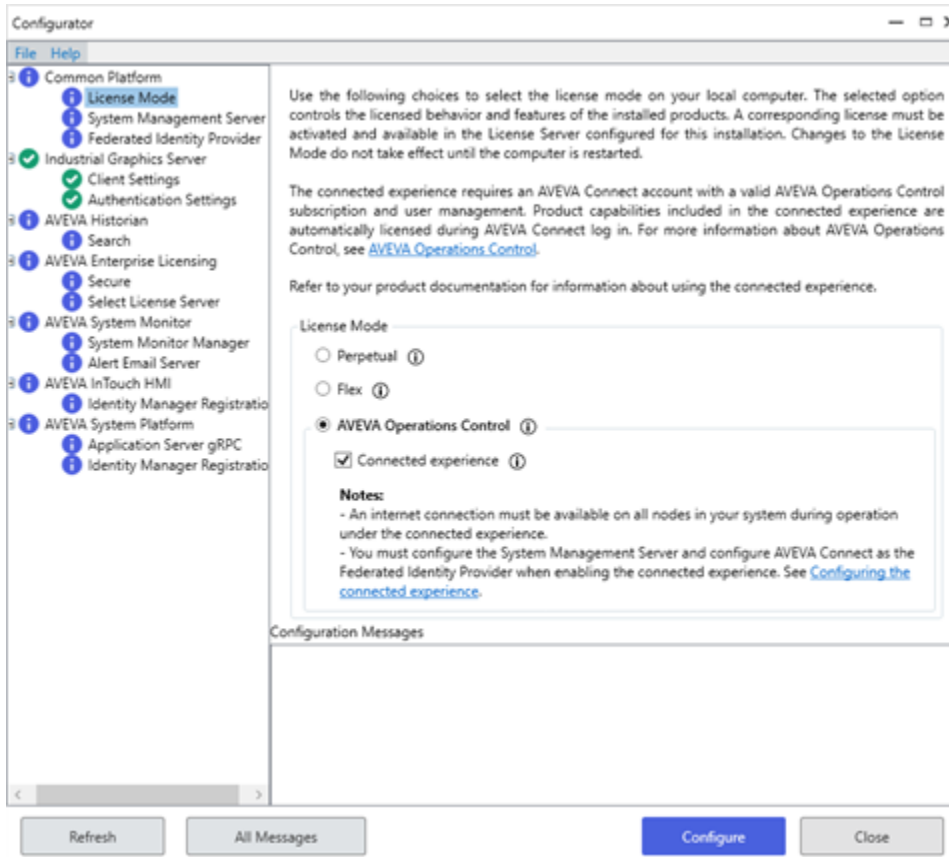 Configurator
File Help
Common Platform
License Mode
System Management Server
Federated Identity Provider
Industrial Graphics Server
Client Settings
Authentication Settings
AVEVA Historian
Search
AVEVA Enterprise Licensing
Secure
Select License Server
AVEVA System Monitor
System Monitor Manager
Alert Email Server
AVEVA InTouch HMI
Identity Manager Registratio
AVEVA System Platform
Application Server gRPC
Identity Manager Registratio
Use the following choices to select the license mode on your local computer. The selected option
controls the licensed behavior and features of the installed products. A corresponding license must be
activated and available in the License Server configured for this installation. Changes to the License
Mode do not take effect until the computer is restarted.
The connected experience requires an AVEVA Connect account with a valid AVEVA Operations Control
subscription and user management. Product capabilities included in the connected experience are
automatically licensed during AVEVA Connect log in. For more information about AVEVA Operations
Control, see AVEVA Operations Control.
Refer to your product documentation for information about using the connected experience.
License Mode
Perpetual
Flex
AVEVA Operations Control
Connected experience
Notes:
- An internet connection must be available on all nodes in your system during operation
under the connected experience.
- You must configure the System Management Server and configure AVEVA Connect as the
Federated Identity Provider when enabling the connected experience. See Configuring the
connected experience.
Configuration Messages
Refresh
All Messages
Configure
Close